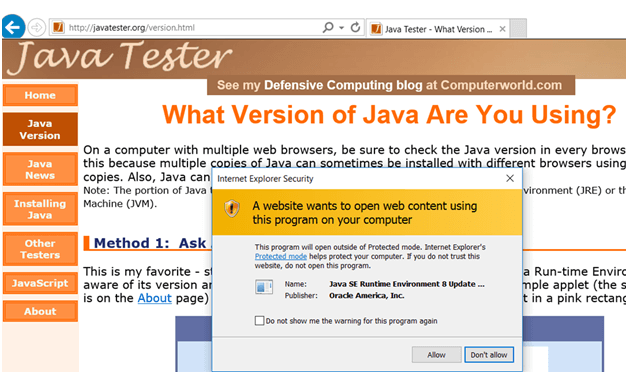 http://javatester.org/version.html
Java Tester - What Version ...
Java Tester
See my Defensive Computing blog at Computerworld.com
Home
Java
Version
Java
News
Installing
Java
Other
Testers
JavaScript
About
What Version of Java Are You Using?
On a computer with multiple web browsers, be sure to check the Java version in every brows
this because multiple copies of Java can sometimes be installed with different browsers using
copies. Also, Java can
Note: The portion of Java vironment (JRE) or th
Machine (JVM).
Method 1: Ask
This is my favorite - st a Run-time Enviro
aware of its version an mple applet (the s
is on the About page) t in a pink rectang
Internet Explorer Security
A website wants to open web content using
this program on your computer
This program will open outside of Protected mode. Internet Explorer's
Protected mode helps protect your computer. If you do not trust this
website, do not open this program.
Name: Java SE Runtime Environment 8 Update ...
Publisher: Oracle America, Inc.
Do not show me the warning for this program again
Allow Don't allow